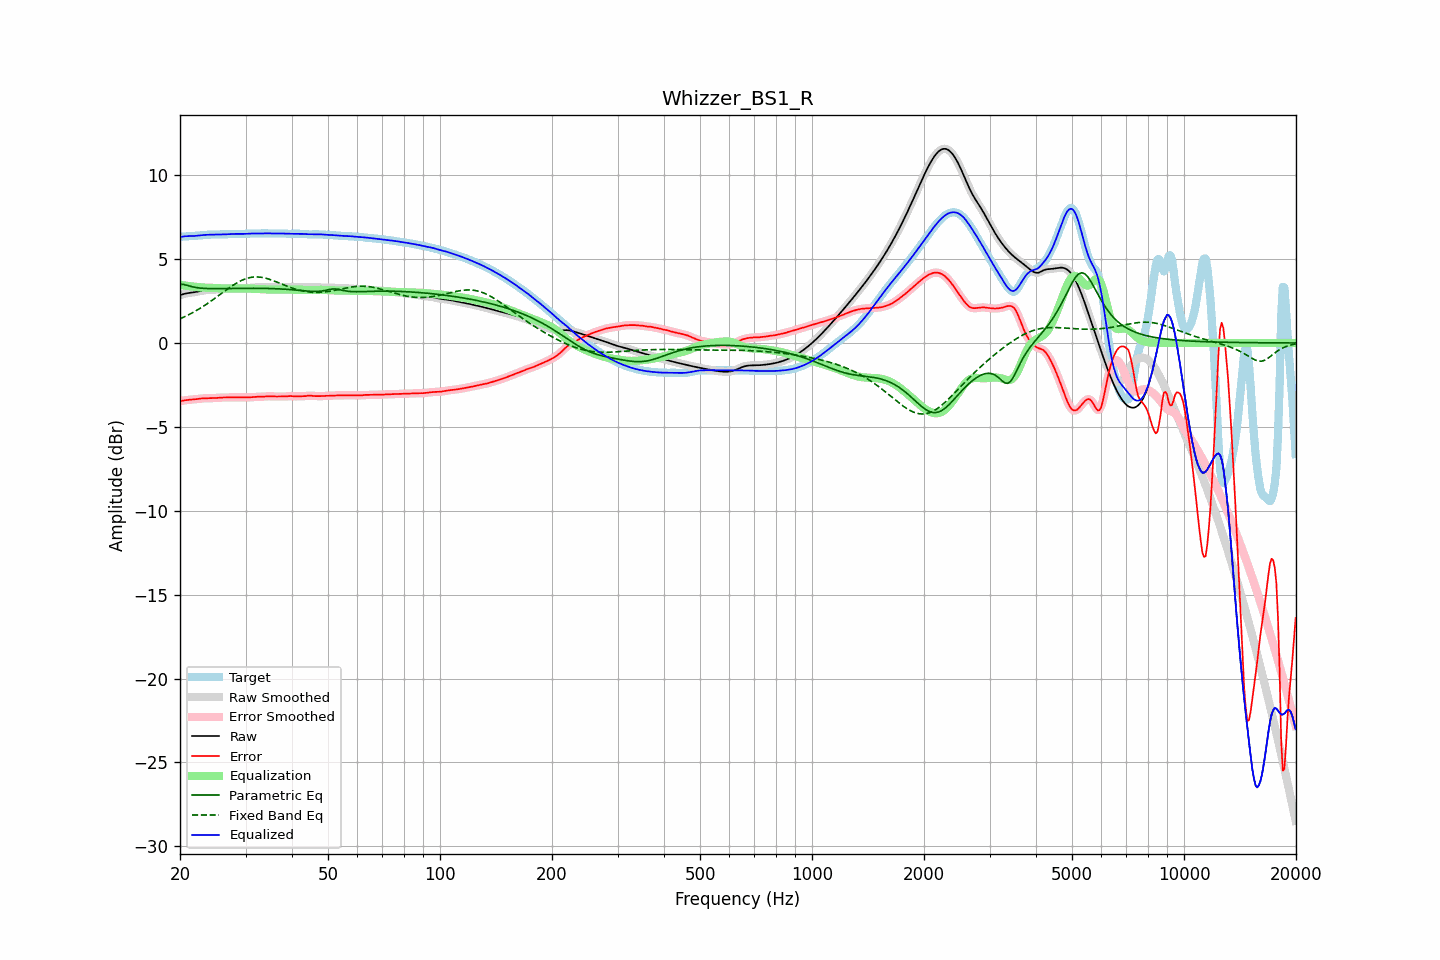 Whizzer_BS1_R
10
5
0
−5
−10
−15
−20
−25
−30
Amplitude (dBr)
Target
Raw Smoothed
Error Smoothed
Raw
Error
Equalization
Parametric Eq
Fixed Band Eq
Equalized
20 50 100 200 500 1000 2000 5000 10000 20000
Frequency (Hz)